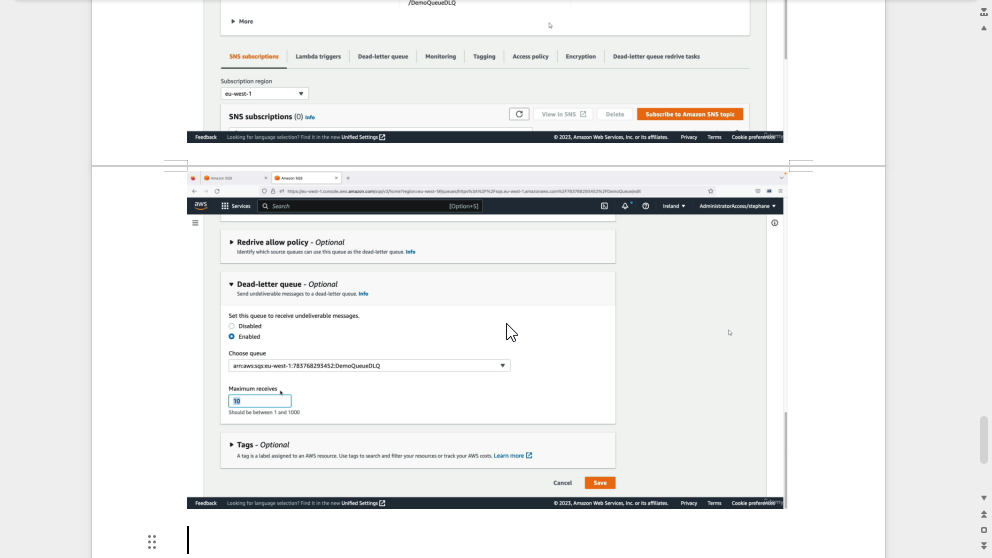 /DemoQueueDLQ
More
SNS subscriptions Lambda triggers Dead-letter queue Monitoring Tagging Access policy Encryption Dead-letter queue redrive tasks
Subscription region
eu-west-1
SNS subscriptions (0) Info
View in SNS Delete Subscribe to Amazon SNS topic
Feedback Looking for language selection? Find it in the new Unified Settings © 2023, Amazon Web Services, Inc. or its affiliates. Privacy Terms Cookie preferences
Amazon SQS × Amazon SQS × +
aws Services Search [Option+S] Ireland AdministratorAccess/stephane
Redrive allow policy - Optional
Identify which source queues can use this queue as the dead-letter queue. Info
Dead-letter queue - Optional
Send undeliverable messages to a dead-letter queue. Info
Set this queue to receive undeliverable messages.
Disabled
Enabled
Choose queue
arn:aws:sqs:eu-west-1:783768293452:DemoQueueDLQ
Maximum receives
10
Should be between 1 and 1000
Tags - Optional
A tag is a label assigned to an AWS resource. Use tags to search and filter your resources or track your AWS costs. Learn more
Cancel Save
Feedback Looking for language selection? Find it in the new Unified Settings © 2023, Amazon Web Services, Inc. or its affiliates. Privacy Terms Cookie preferences